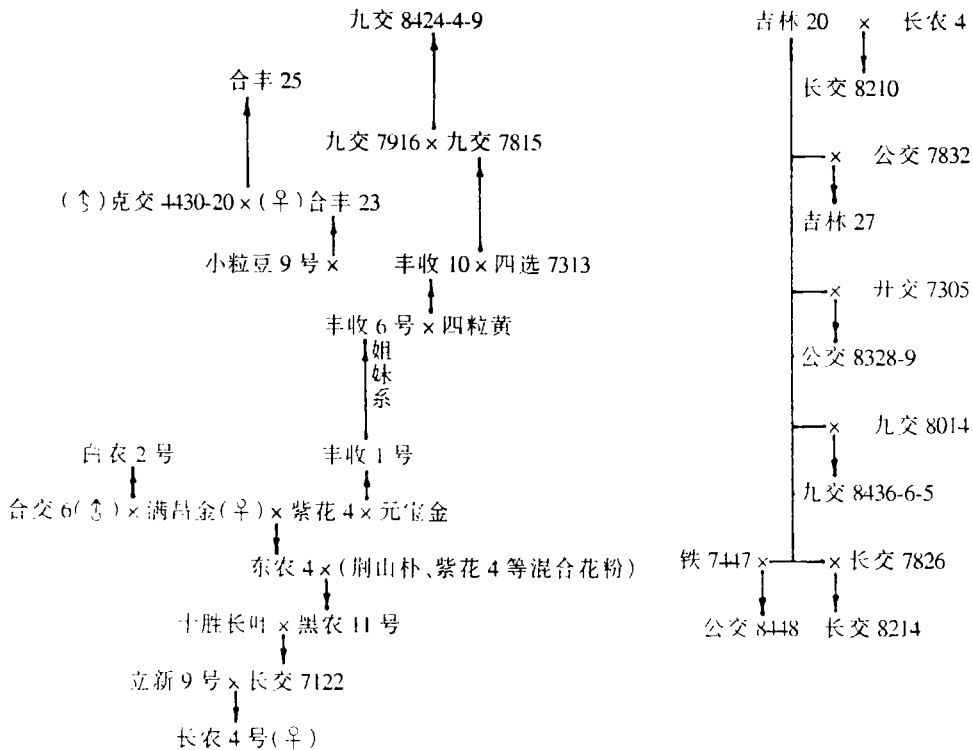 九交 8424-4-9
合丰 25
九交 7916 × 九交 7815
(♂)克交 4430-20 × (♀)合丰 23
小粒豆 9 号 ×
丰收 10 × 四选 7313
丰收 6 号 × 四粒黄
姐妹系
白农 2 号
丰收 1 号
合交 6(♂) × 满昌金(♀) × 紫花 4 × 元宝金
东农 4 × (荆山朴、紫花 4 等混合花粉)
十胜长叶 × 黑农 11 号
立新 9 号 × 长交 7122
长农 4 号(♀)
吉林 20 × 长农 4
长交 8210
× 公交 7832
吉林 27
× 开交 7305
公交 8328-9
× 九交 8014
九交 8436-6-5
铁 7447 × × 长交 7826
公交 8448 长交 8214